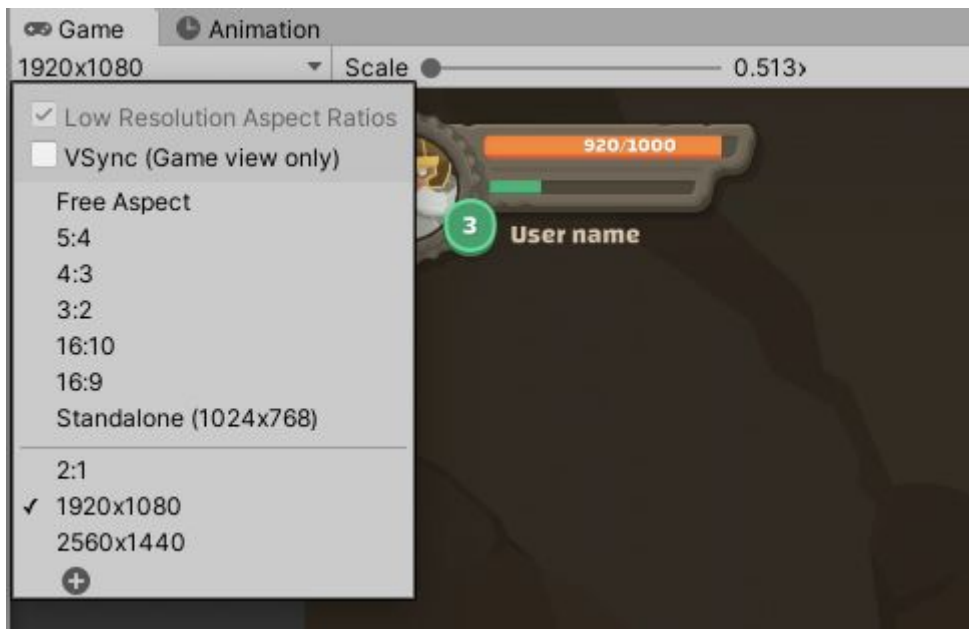 Game Animation
1920x1080 Scale 0.513x
Low Resolution Aspect Ratios
VSync (Game view only)
920/1000
3
User name
Free Aspect
5:4
4:3
3:2
16:10
16:9
Standalone (1024x768)
2:1
1920x1080
2560x1440